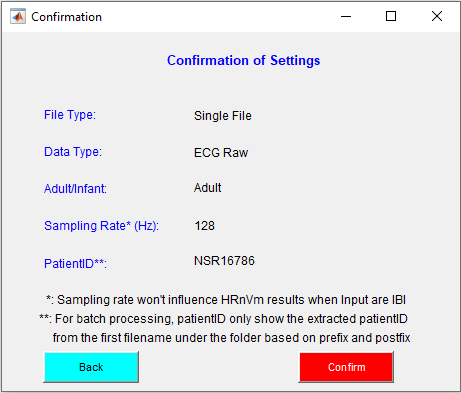 Confirmation
Confirmation of Settings
File Type: Single File
Data Type: ECG Raw
Adult/Infant: Adult
Sampling Rate* (Hz): 128
PatientID**: NSR16786
*: Sampling rate won't influence HRnVm results when Input are IBI
**: For batch processing, patientID only show the extracted patientID
from the first filename under the folder based on prefix and postfix
Back Confirm